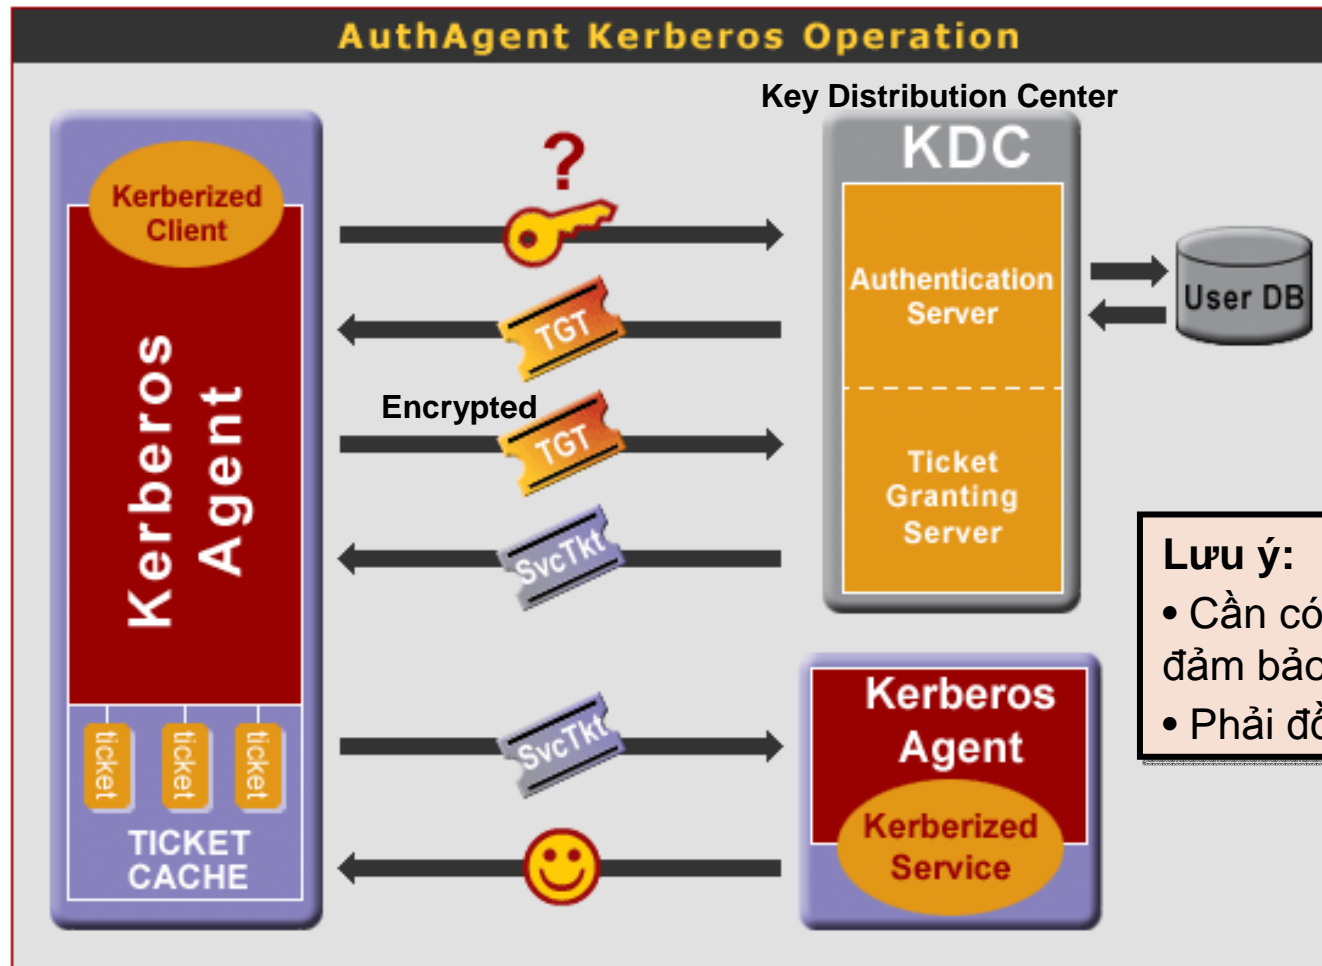 AuthAgent Kerberos Operation
Key Distribution Center
KDC
Kerberized
Client
?
Authentication
Server
User DB
TGT
Kerberos
Agent
Encrypted
TGT
Ticket
Granting
Server
SvcTkt
Lưu ý:
• Cần có
đảm bảo
• Phải
Kerberos
Agent
SvcTkt
ticket
ticket
ticket
TICKET
CACHE
Kerberized
Service